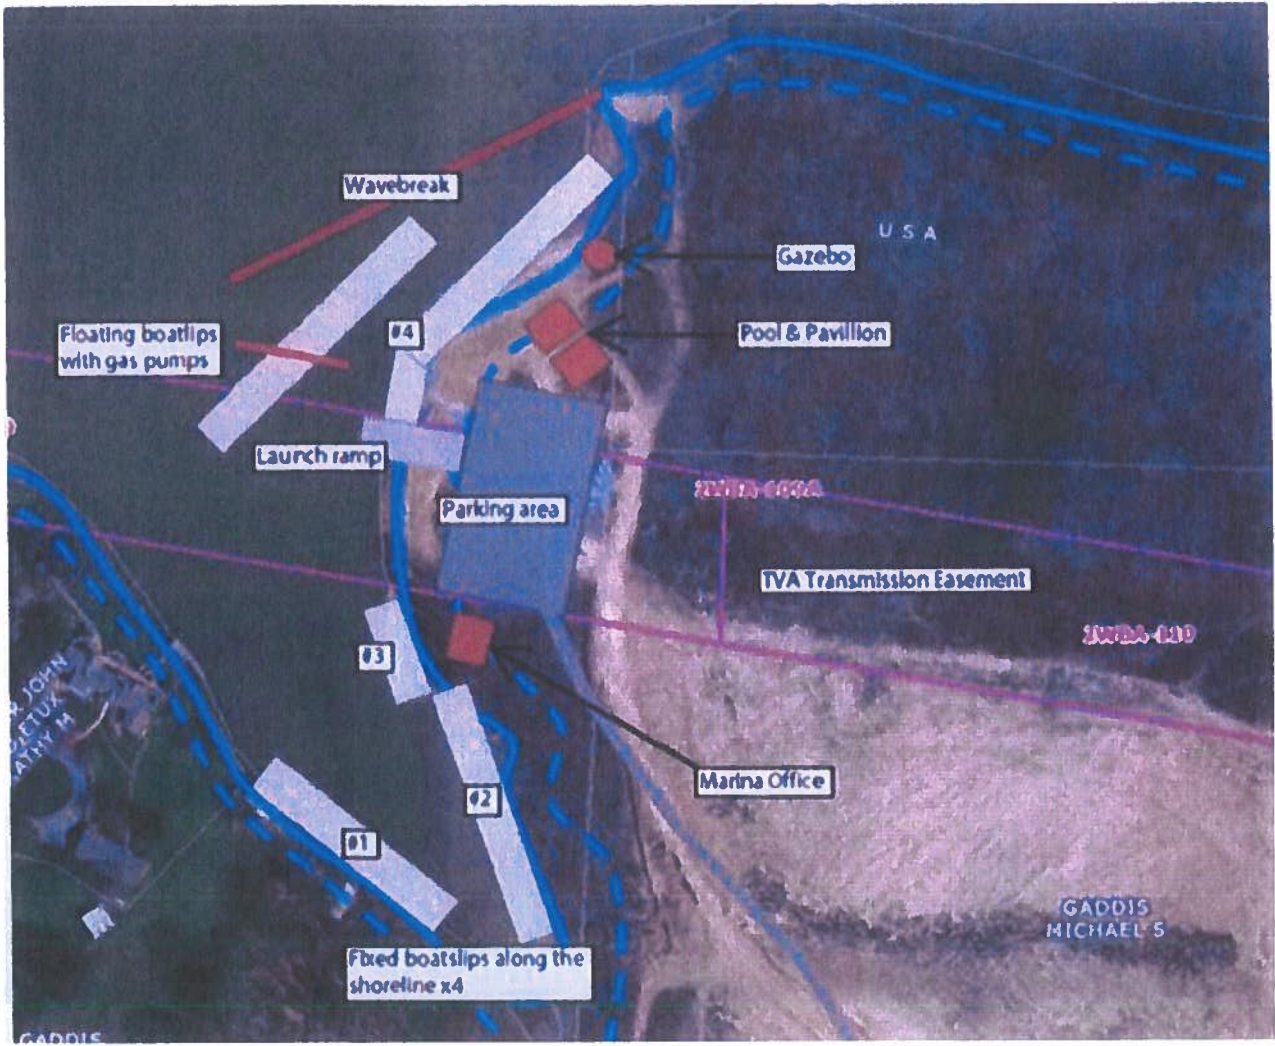 Wavebreak
U S A
Gazebo
Floating boatlips
with gas pumps
#4
Pool & Pavillion
Launch ramp
Parking area
TVA Transmission Easement
#3
Marina Office
#2
#1
GADDIS
MICHAEL S
Fixed boatslips along the
shoreline x4
GADDIS